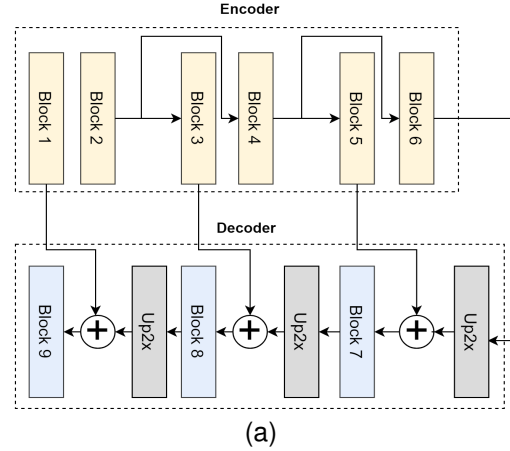 Encoder
Block 1
Block 2
Block 3
Block 4
Block 5
Block 6
Decoder
Block 9
+
Up2x
Block 8
+
Up2x
Block 7
+
Up2x
(a)